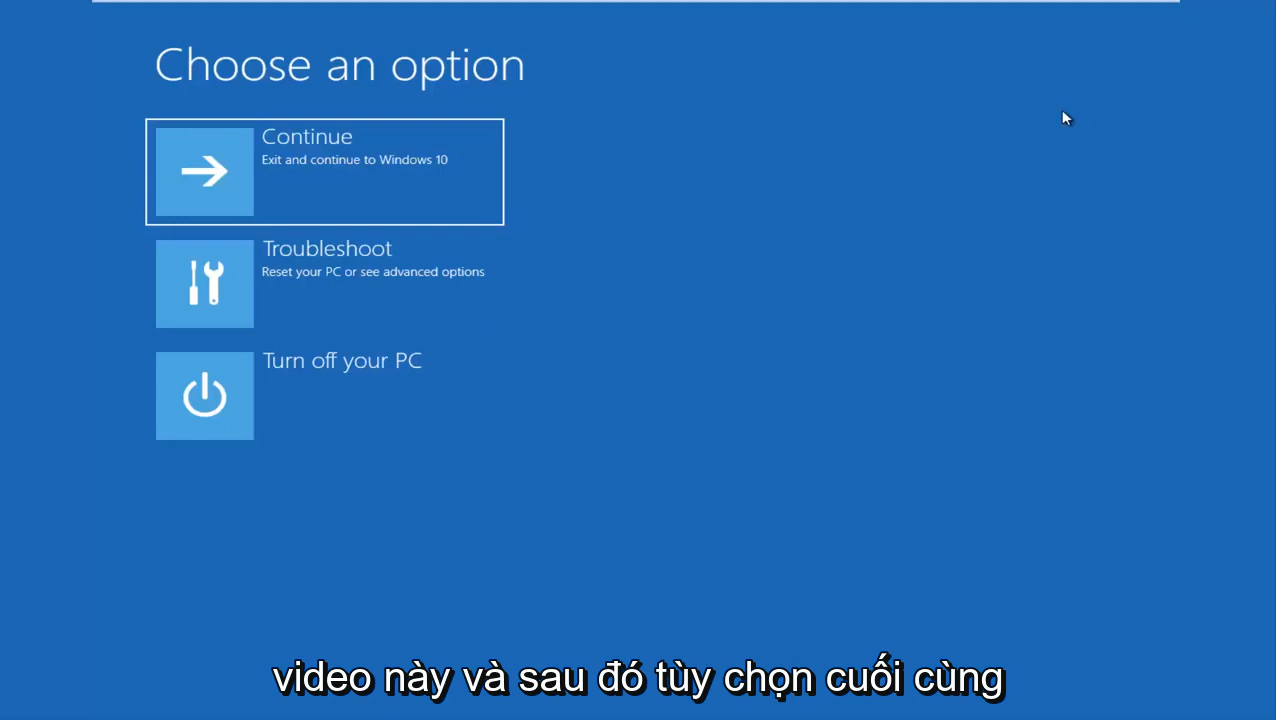 Choose an option
Continue
Exit and continue to Windows 10
Troubleshoot
Reset your PC or see advanced options
Turn off your PC
video này và sau đó tùy chọn cuối cùng